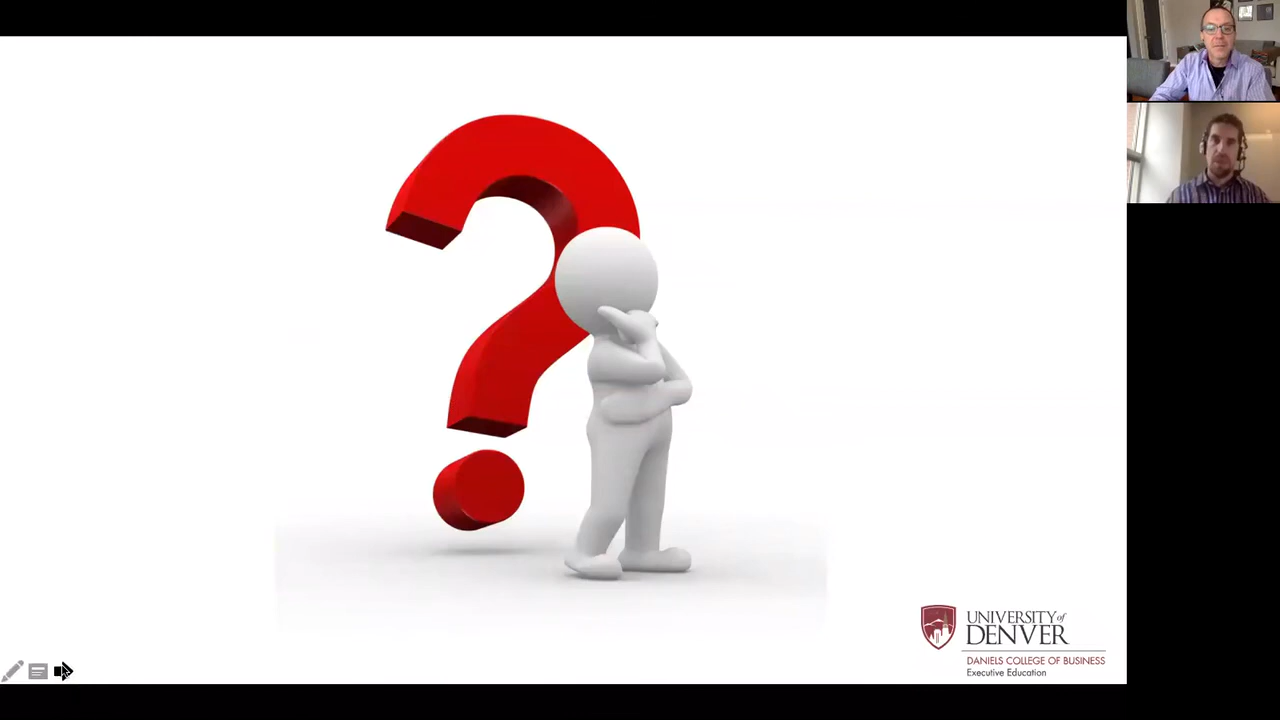 UNIVERSITY of
DENVER
DANIELS COLLEGE OF BUSINESS
Executive Education